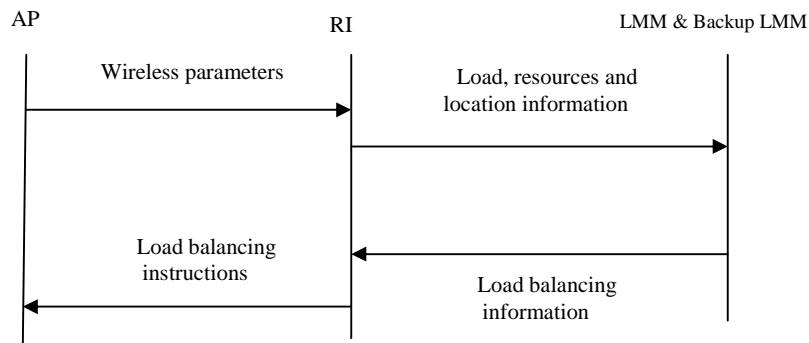 AP
RI
LMM & Backup LMM
Wireless parameters
Load, resources and
location information
Load balancing
instructions
Load balancing
information